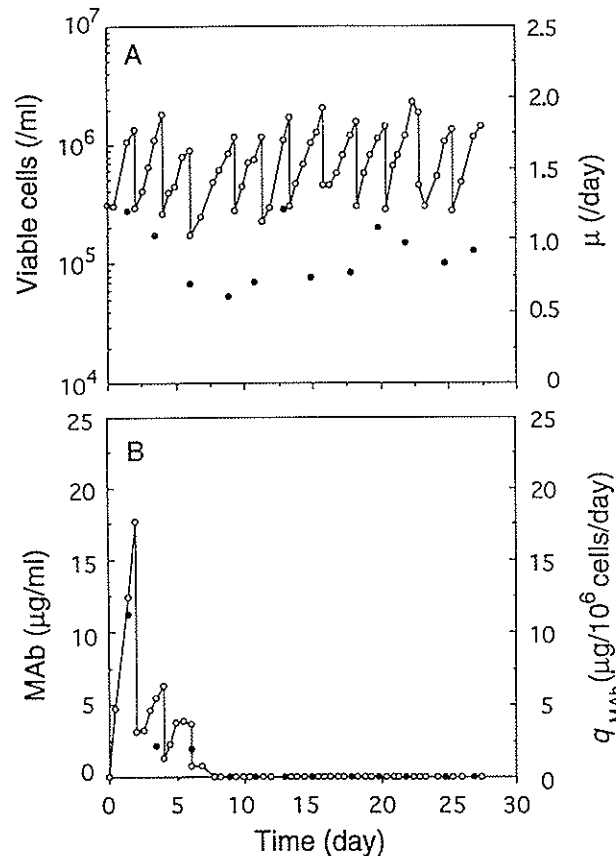 A
Viable cells (/ml)
10⁷
10⁶
10⁵
10⁴
2.5
2.0
1.5
1.0
0.5
0
μ (/day)
B
MAb (μg/ml)
25
20
15
10
5
0
25
20
15
10
5
0
q MAb (μg/10⁶ cells/day)
0 5 10 15 20 25 30
Time (day)